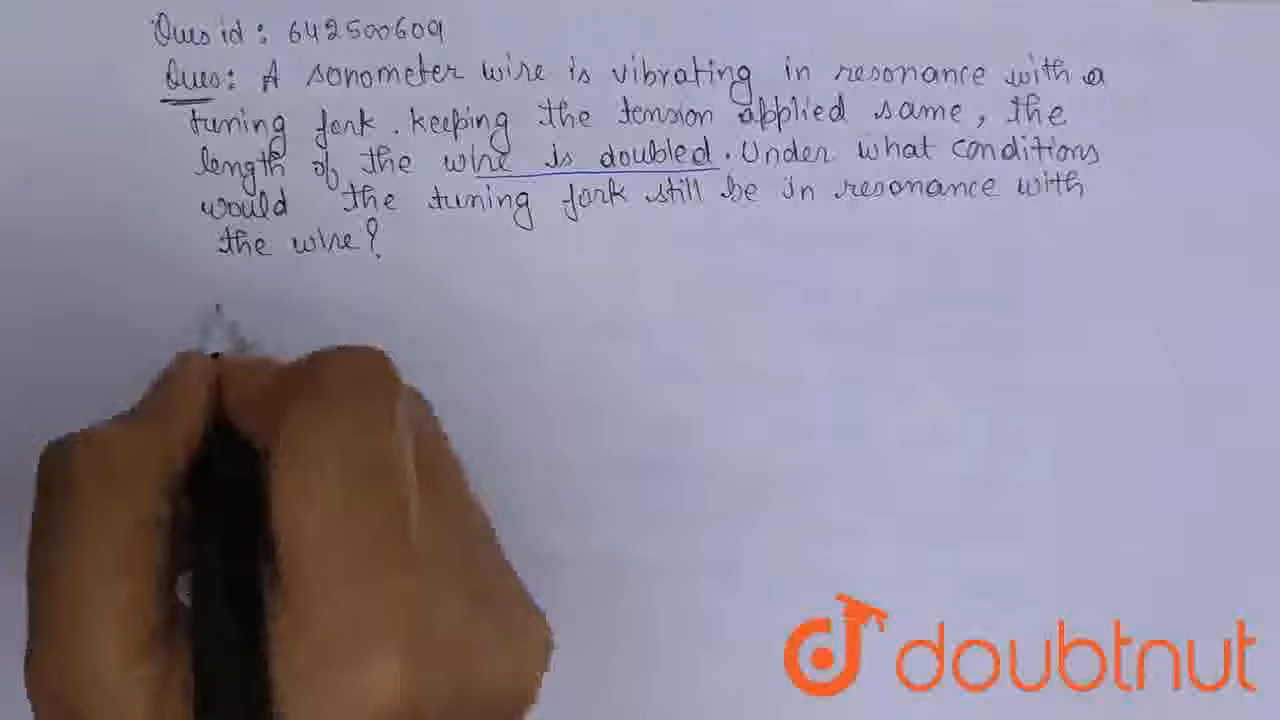 Ques id : 642500609
Ques: A sonometer wire is vibrating in resonance with a
tuning fork. keeping the tension applied same, the
length of the wire is doubled. Under what conditions
would the tuning fork still be in resonance with
the wire?
doubtnut